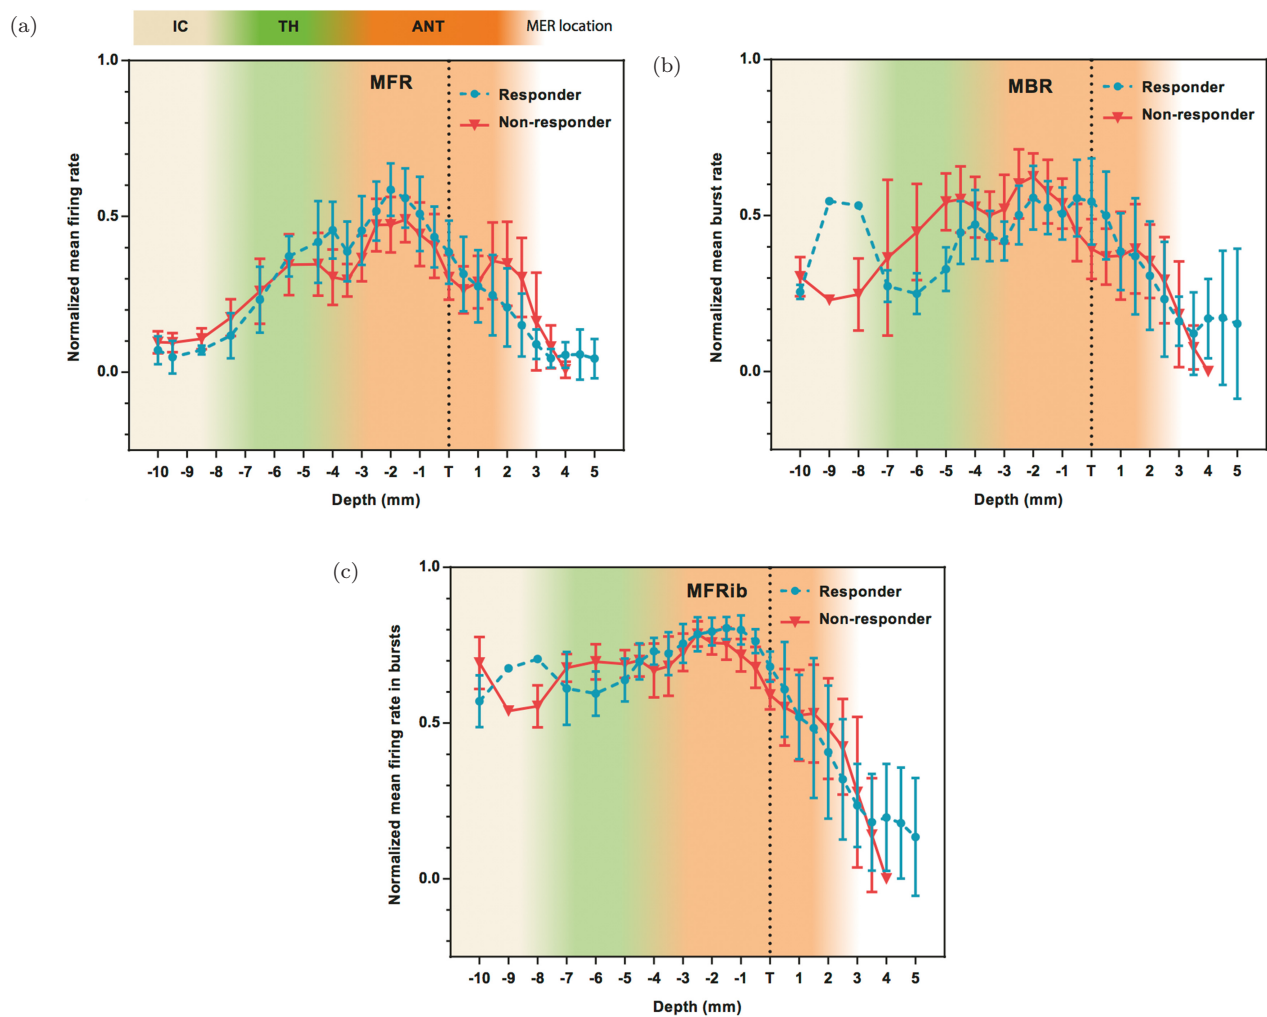 (a)
IC TH ANT MER location
MFR
Responder
Non-responder
Normalized mean firing rate
1.0
0.5
0.0
-10 -9 -8 -7 -6 -5 -4 -3 -2 -1 T 1 2 3 4 5
Depth (mm)
(b)
MBR
Responder
Non-responder
Normalized mean burst rate
1.0
0.5
0.0
-10 -9 -8 -7 -6 -5 -4 -3 -2 -1 T 1 2 3 4 5
Depth (mm)
(c)
MFRib
Responder
Non-responder
Normalized mean firing rate in bursts
1.0
0.5
0.0
-10 -9 -8 -7 -6 -5 -4 -3 -2 -1 T 1 2 3 4 5
Depth (mm)